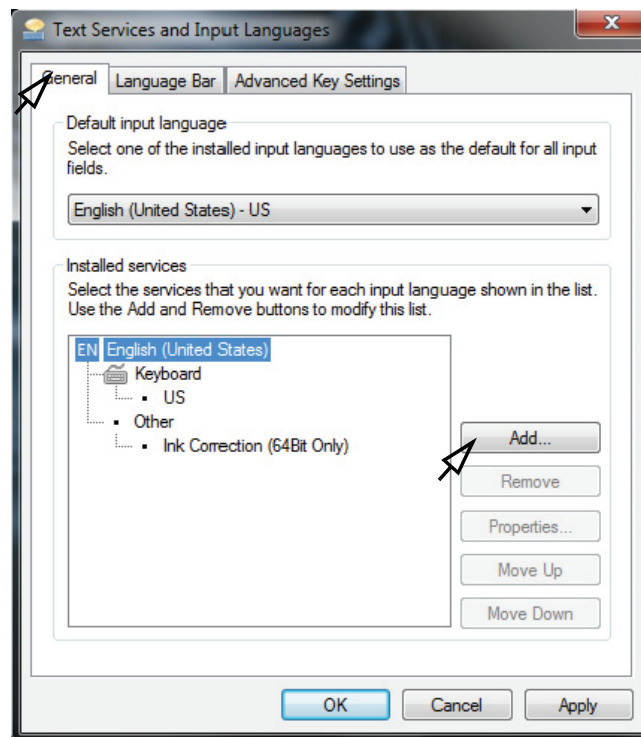 Text Services and Input Languages
General
Language Bar
Advanced Key Settings
Default input language
Select one of the installed input languages to use as the default for all input
fields.
English (United States) - US
Installed services
Select the services that you want for each input language shown in the list.
Use the Add and Remove buttons to modify this list.
EN English (United States)
Keyboard
US
Other
Ink Correction (64Bit Only)
Add...
Remove
Properties...
Move Up
Move Down
OK
Cancel
Apply